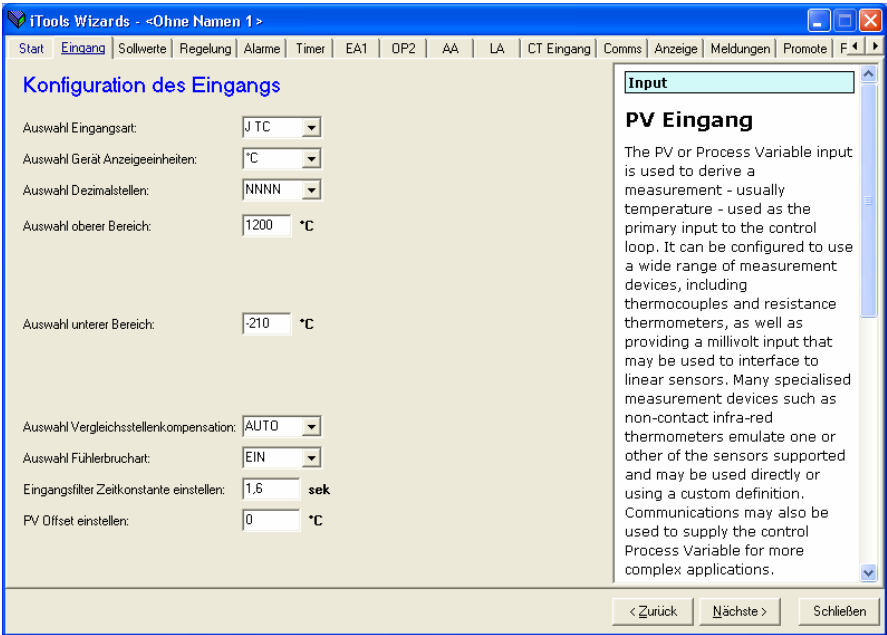 iTools Wizards - <Ohne Namen 1>
Start Eingang Sollwerte Regelung Alarme Timer EA1 OP2 AA LA CT Eingang Comms Anzeige Meldungen Promote F
Konfiguration des Eingangs
Auswahl Eingangsart: J TC
Auswahl Gerät Anzeigeeinheiten: °C
Auswahl Dezimalstellen: NNNN
Auswahl oberer Bereich: 1200 °C
Auswahl unterer Bereich: -210 °C
Auswahl Vergleichsstellenkompensation: AUTO
Auswahl Fühlerbruchart: EIN
Eingangsfilter Zeitkonstante einstellen: 1,6 sek
PV Offset einstellen: 0 °C
Input
PV Eingang
The PV or Process Variable input
is used to derive a
measurement - usually
temperature - used as the
primary input to the control
loop. It can be configured to use
a wide range of measurement
devices, including
thermocouples and resistance
thermometers, as well as
providing a millivolt input that
may be used to interface to
linear sensors. Many specialised
measurement devices such as
non-contact infra-red
thermometers emulate one or
other of the sensors supported
and may be used directly or
using a custom definition.
Communications may also be
used to supply the control
Process Variable for more
complex applications.
< Zurück Nächste > Schließen